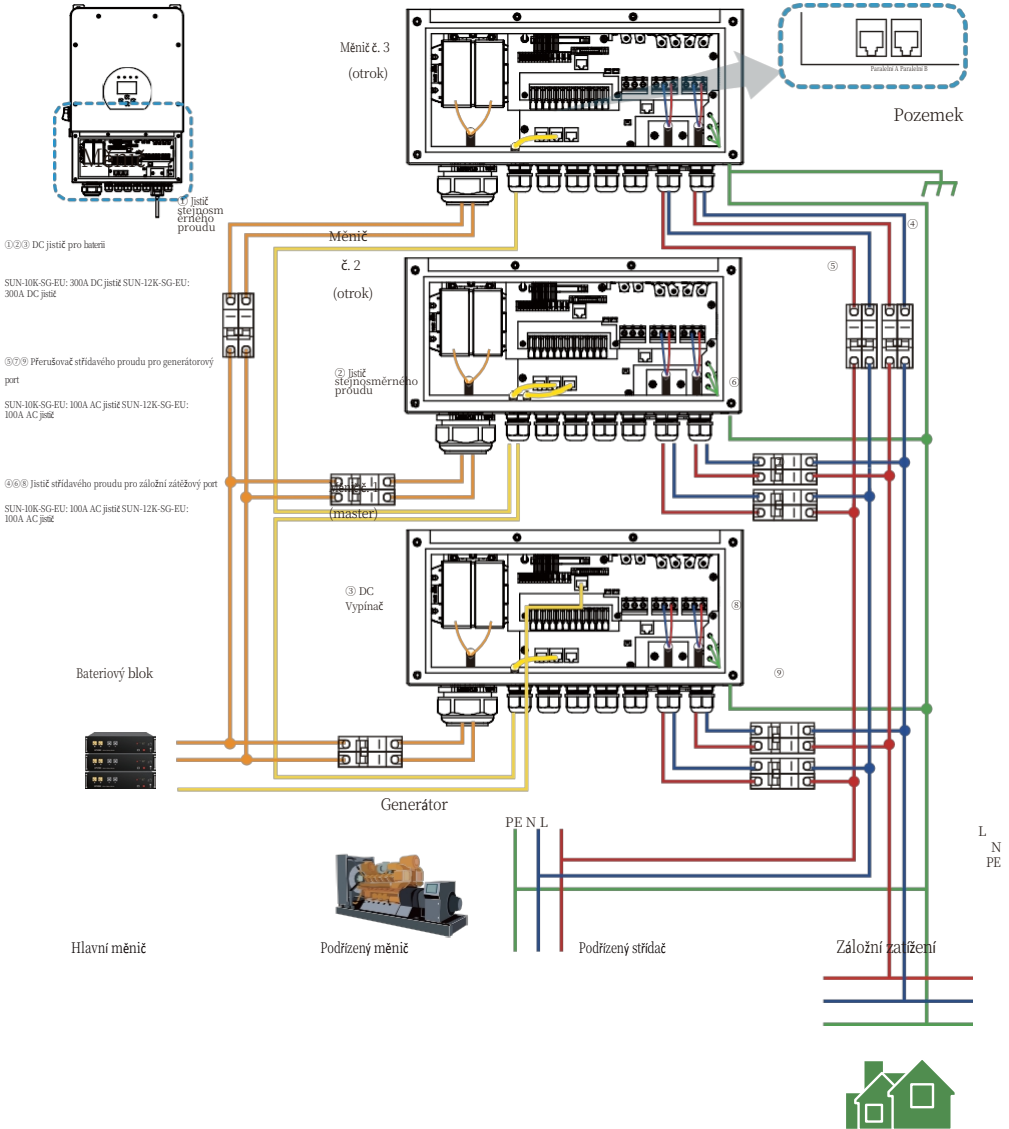 Měnič č. 3
(otrok)
Paralelní A Paralelní B
Pozemek
① Jistič
stejnosm
ěrného
proudu
①②③ DC jistič pro baterii
SUN-10K-SG-EU: 300A DC jistič SUN-12K-SG-EU:
300A DC jistič
Měnič
č. 2
(otrok)
④
⑤
⑤⑦⑨ Přerušovač střídavého proudu pro generátorový
port
SUN-10K-SG-EU: 100A AC jistič SUN-12K-SG-EU:
100A AC jistič
② Jistič
stejnosměrného
proudu
⑥
④⑥⑧ Jistič střídavého proudu pro záložní zátěžový port
SUN-10K-SG-EU: 100A AC jistič SUN-12K-SG-EU:
100A AC jistič
Měnič č. 1
(master)
③ DC
Vypínač
⑧
⑨
Bateriový blok
Generátor
PE N L
L
N
PE
Hlavní měnič
Podřízený měnič
Podřízený střídač
Záložní zatížení